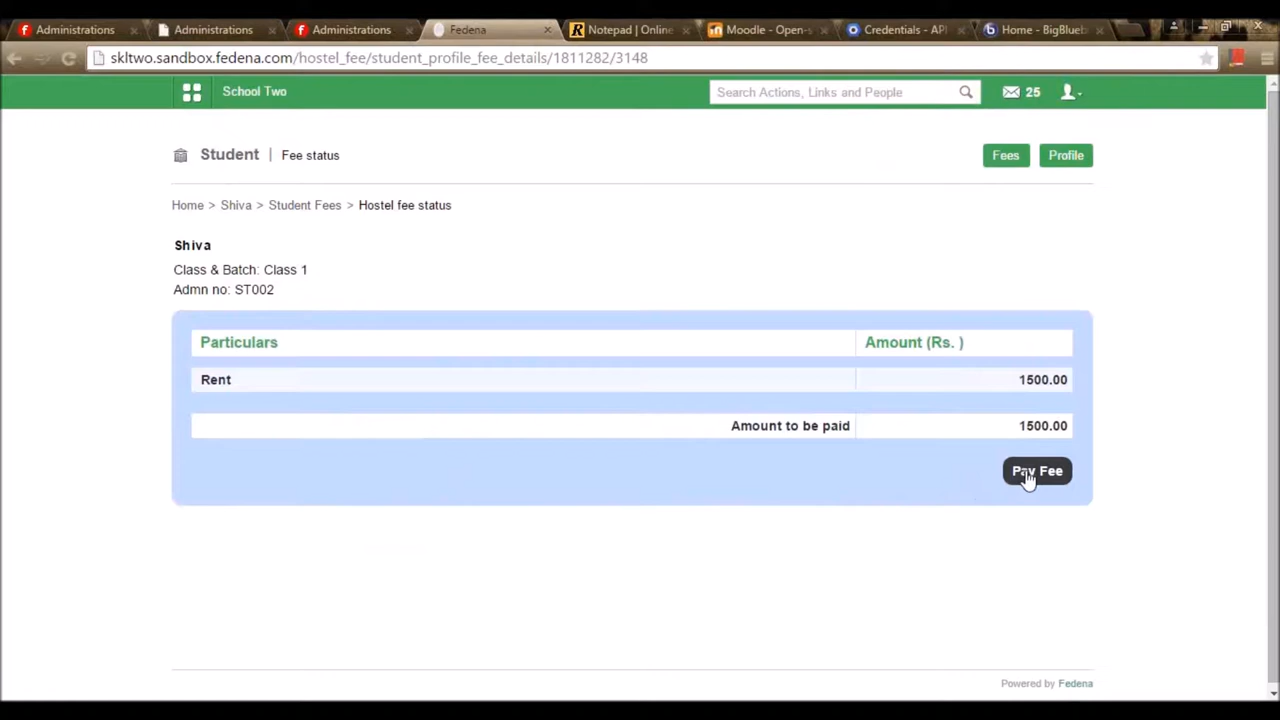 Administrations
Administrations
Administrations
Fedena
Notepad | Online
Moodle - Open-s
Credentials - API
Home - BigBlueb
skltwo.sandbox.fedena.com/hostel_fee/student_profile_fee_details/1811282/3148
School Two
Search Actions, Links and People
25
Student | Fee status
Fees
Profile
Home > Shiva > Student Fees > Hostel fee status
Shiva
Class & Batch: Class 1
Admn no: ST002
Particulars
Amount (Rs. )
Rent
1500.00
Amount to be paid
1500.00
Pay Fee
Powered by Fedena